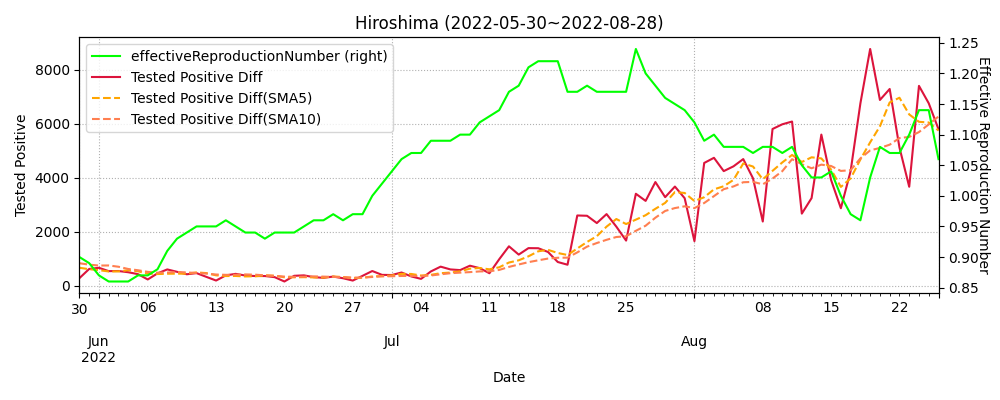 Hiroshima (2022-05-30~2022-08-28)
effectiveReproductionNumber (right)
Tested Positive Diff
Tested Positive Diff(SMA5)
Tested Positive Diff(SMA10)
Tested Positive
8000
6000
4000
2000
0
1.25
1.20
1.15
1.10
1.05
1.00
0.95
0.90
0.85
Effective Reproduction Number
30 06 13 20 27 04 11 18 25 08 15 22
Jun Jul Aug
2022
Date